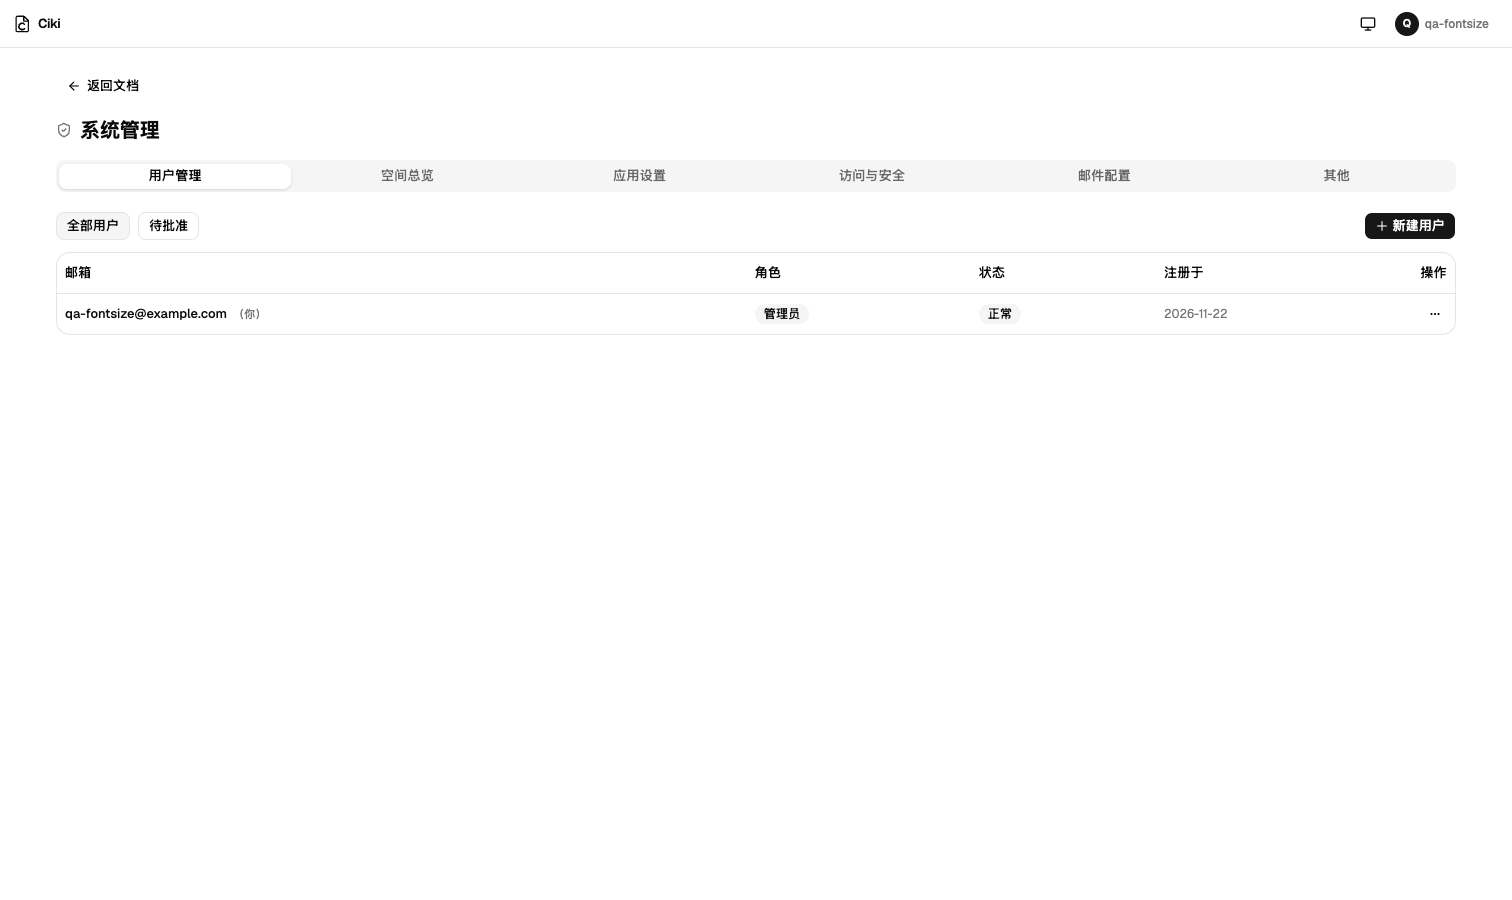 Ciki
Q qa-fontsize
返回文档
系统管理
用户管理 空间总览 应用设置 访问与安全 邮件配置 其他
全部用户 待批准 新建用户
邮箱 角色 状态 注册于 操作
qa-fontsize@example.com (你) 管理员 正常 2026-11-22